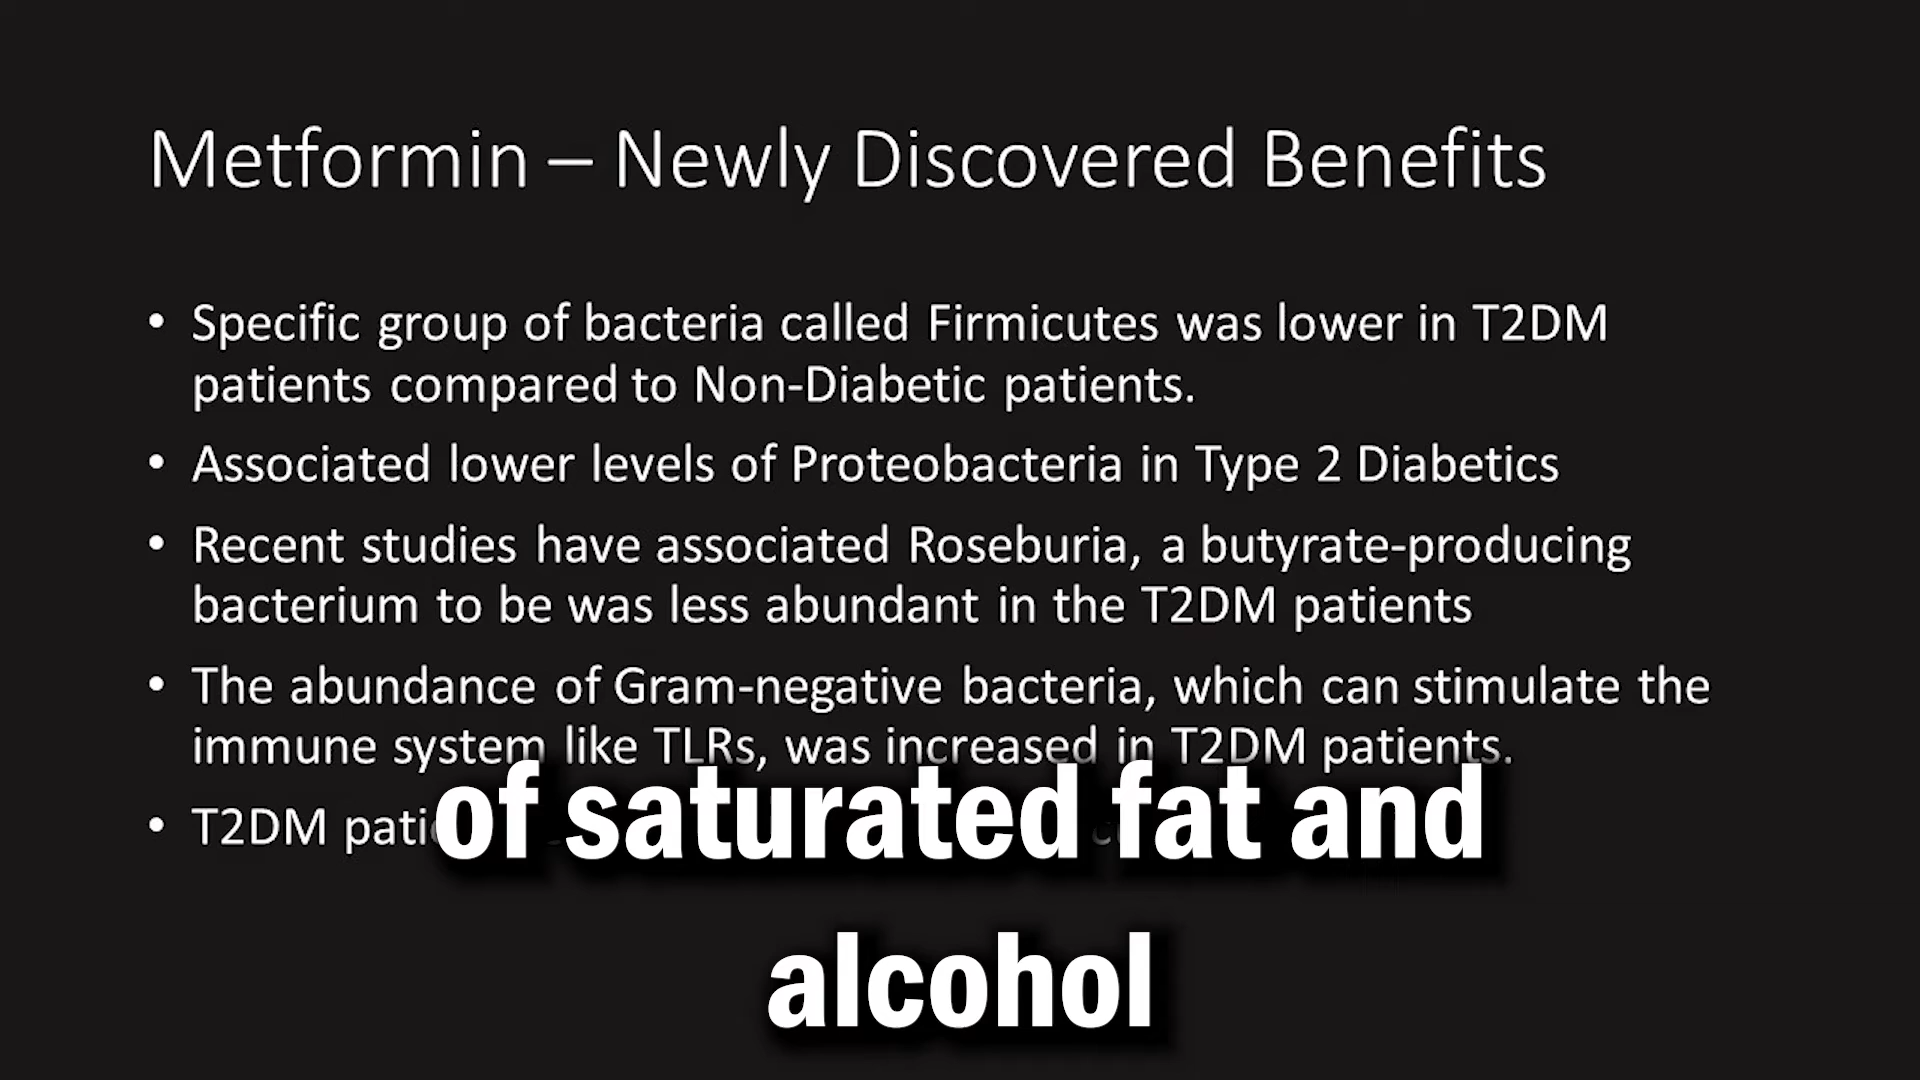 Metformin – Newly Discovered Benefits
• Specific group of bacteria called Firmicutes was lower in T2DM
patients compared to Non-Diabetic patients.
• Associated lower levels of Proteobacteria in Type 2 Diabetics
• Recent studies have associated Roseburia, a butyrate-producing
bacterium to be was less abundant in the T2DM patients
• The abundance of Gram-negative bacteria, which can stimulate the
immune system like TLRs, was increased in T2DM patients.
• T2DM
of saturated fat and
alcohol